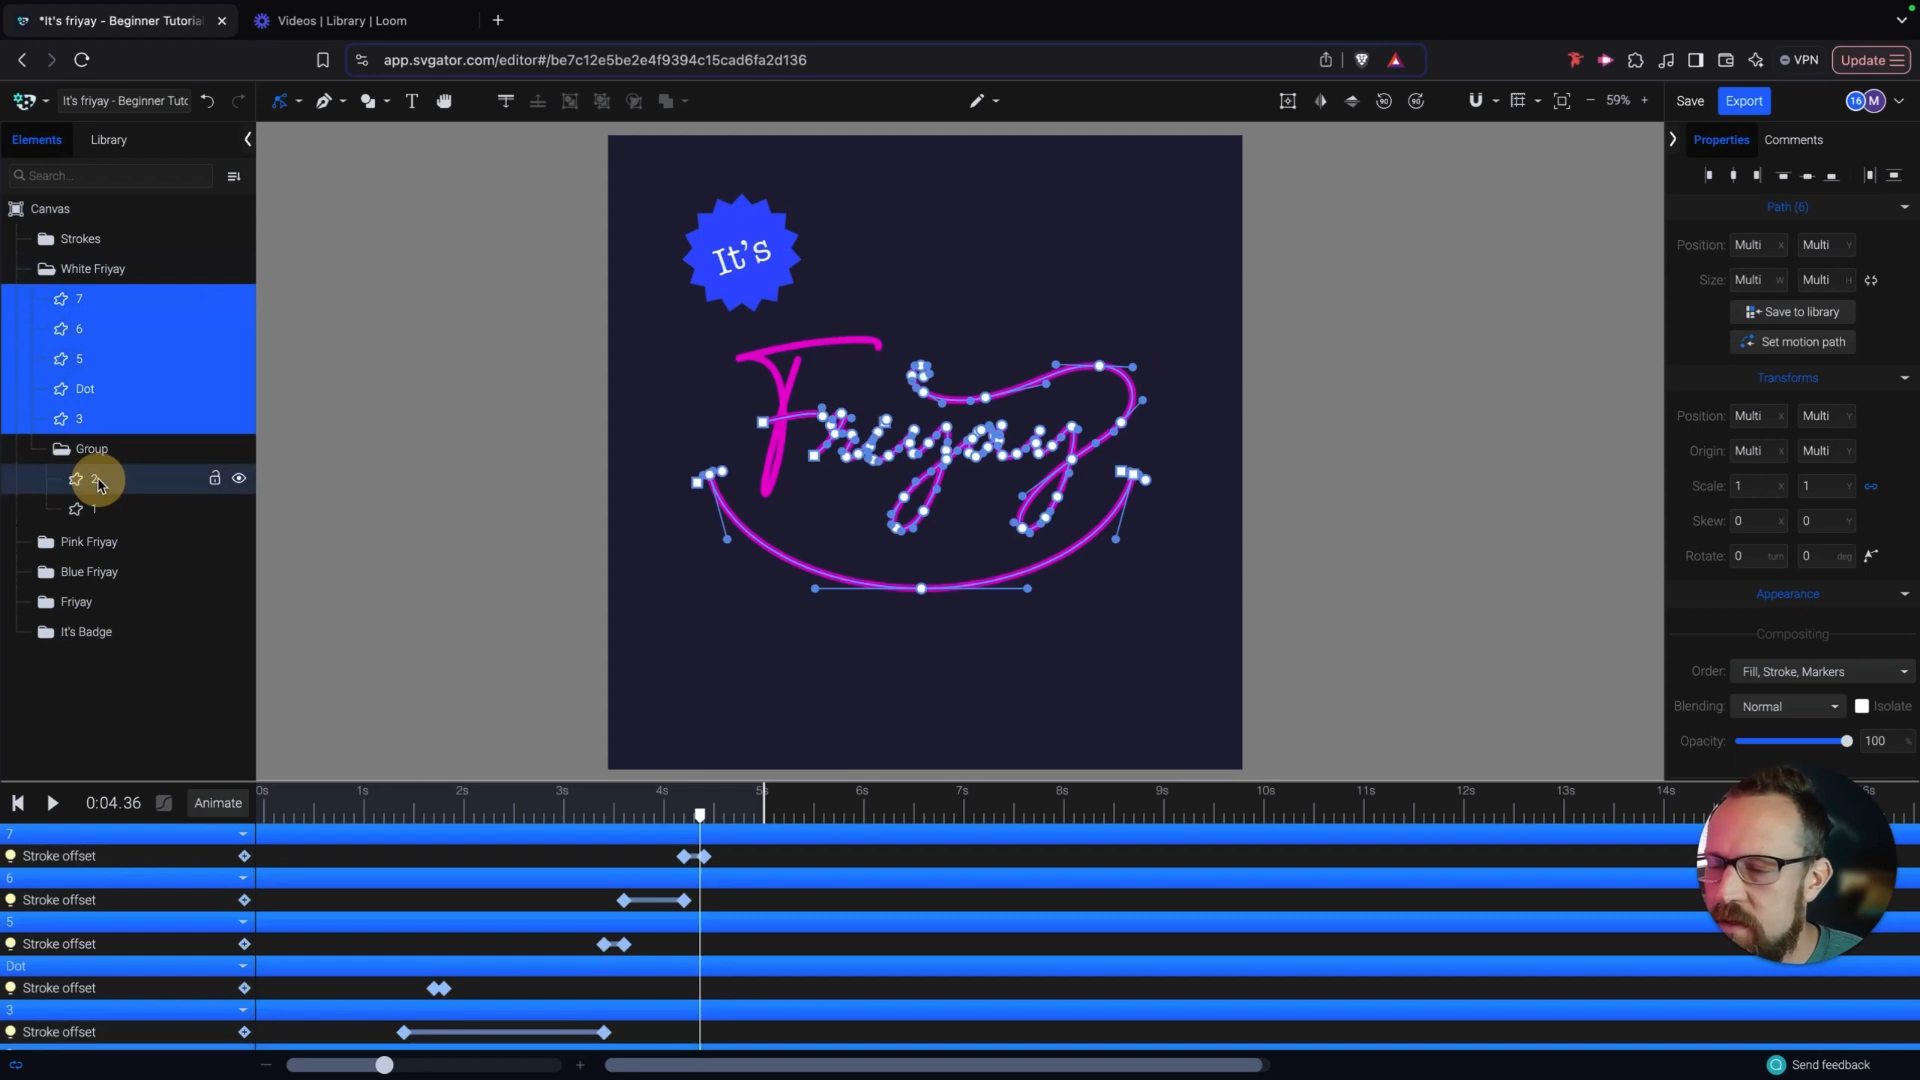 *It's friyay - Beginner Tutoria
Videos | Library | Loom
app.svgator.com/editor#/be7c12e5be2e4f9394c15cad6fa2d136
VPN
Update
It's friyay - Beginner Tutc
59%
Save
Export
16
M
Elements
Library
Search...
Canvas
Strokes
White Friyay
7
6
5
Dot
3
Group
2
1
Pink Friyay
Blue Friyay
Friyay
It's Badge
It's
Friyay
Properties
Comments
Path (6)
Position: Multi X Multi Y
Size: Multi W Multi H
Save to library
Set motion path
Transforms
Position: Multi Multi
Origin: Multi Multi
Scale: 1 X 1 Y
Skew: 0 X 0 Y
Rotate: 0 turn 0 deg
Appearance
Compositing
Order: Fill, Stroke, Markers
Blending: Normal Isolate
Opacity: 100 %
0:04.36
Animate
0s 1s 2s 3s 4s 5s 6s 7s 8s 9s 10s 11s 12s 13s 14s
7
Stroke offset
6
Stroke offset
5
Stroke offset
Dot
Stroke offset
3
Stroke offset
Send feedback